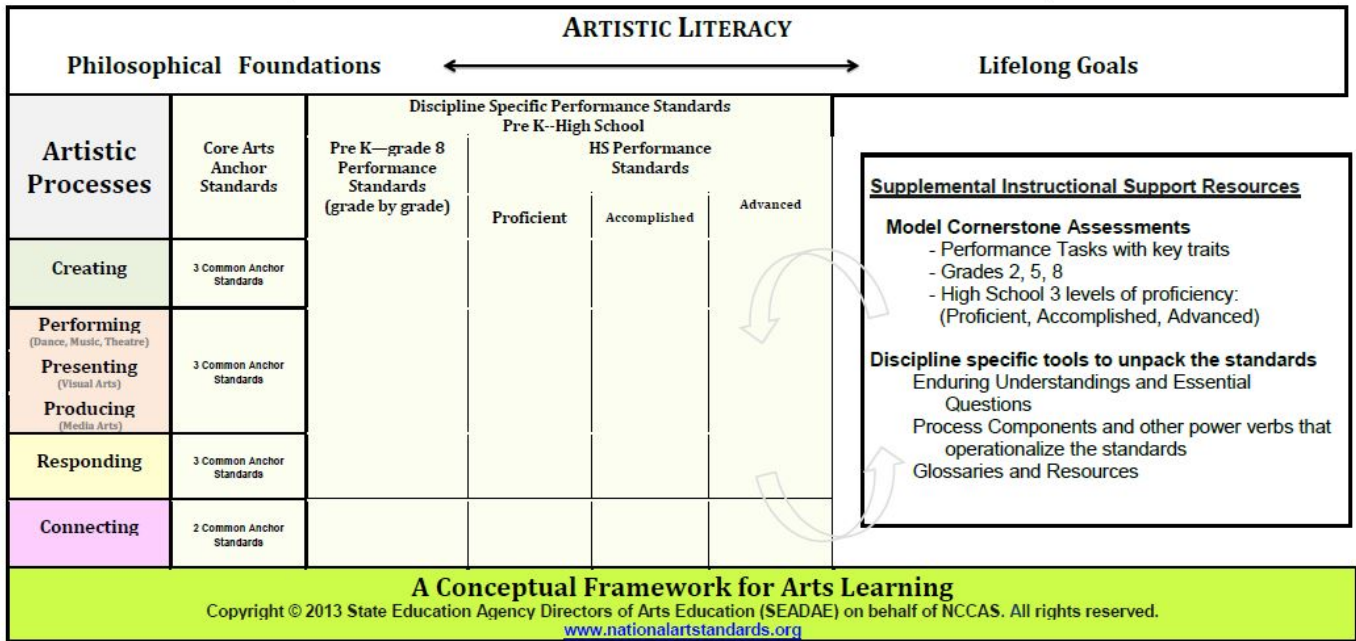 ARTISTIC LITERACY
Philosophical Foundations
Lifelong Goals
Artistic
Processes
Core Arts
Anchor
Standards
Discipline Specific Performance Standards
Pre K--High School
Pre K—grade 8
Performance
Standards
(grade by grade)
HS Performance
Standards
Proficient
Accomplished
Advanced
Creating
3 Common Anchor
Standards
Performing
(Dance, Music, Theatre)
Presenting
(Visual Arts)
Producing
(Media Arts)
3 Common Anchor
Standards
Responding
3 Common Anchor
Standards
Connecting
2 Common Anchor
Standards
Supplemental Instructional Support Resources
Model Cornerstone Assessments
- Performance Tasks with key traits
- Grades 2, 5, 8
- High School 3 levels of proficiency:
(Proficient, Accomplished, Advanced)
Discipline specific tools to unpack the standards
Enduring Understandings and Essential
Questions
Process Components and other power verbs that
operationalize the standards
Glossaries and Resources
A Conceptual Framework for Arts Learning
Copyright © 2013 State Education Agency Directors of Arts Education (SEADAE) on behalf of NCCAS. All rights reserved.
www.nationalartstandards.org